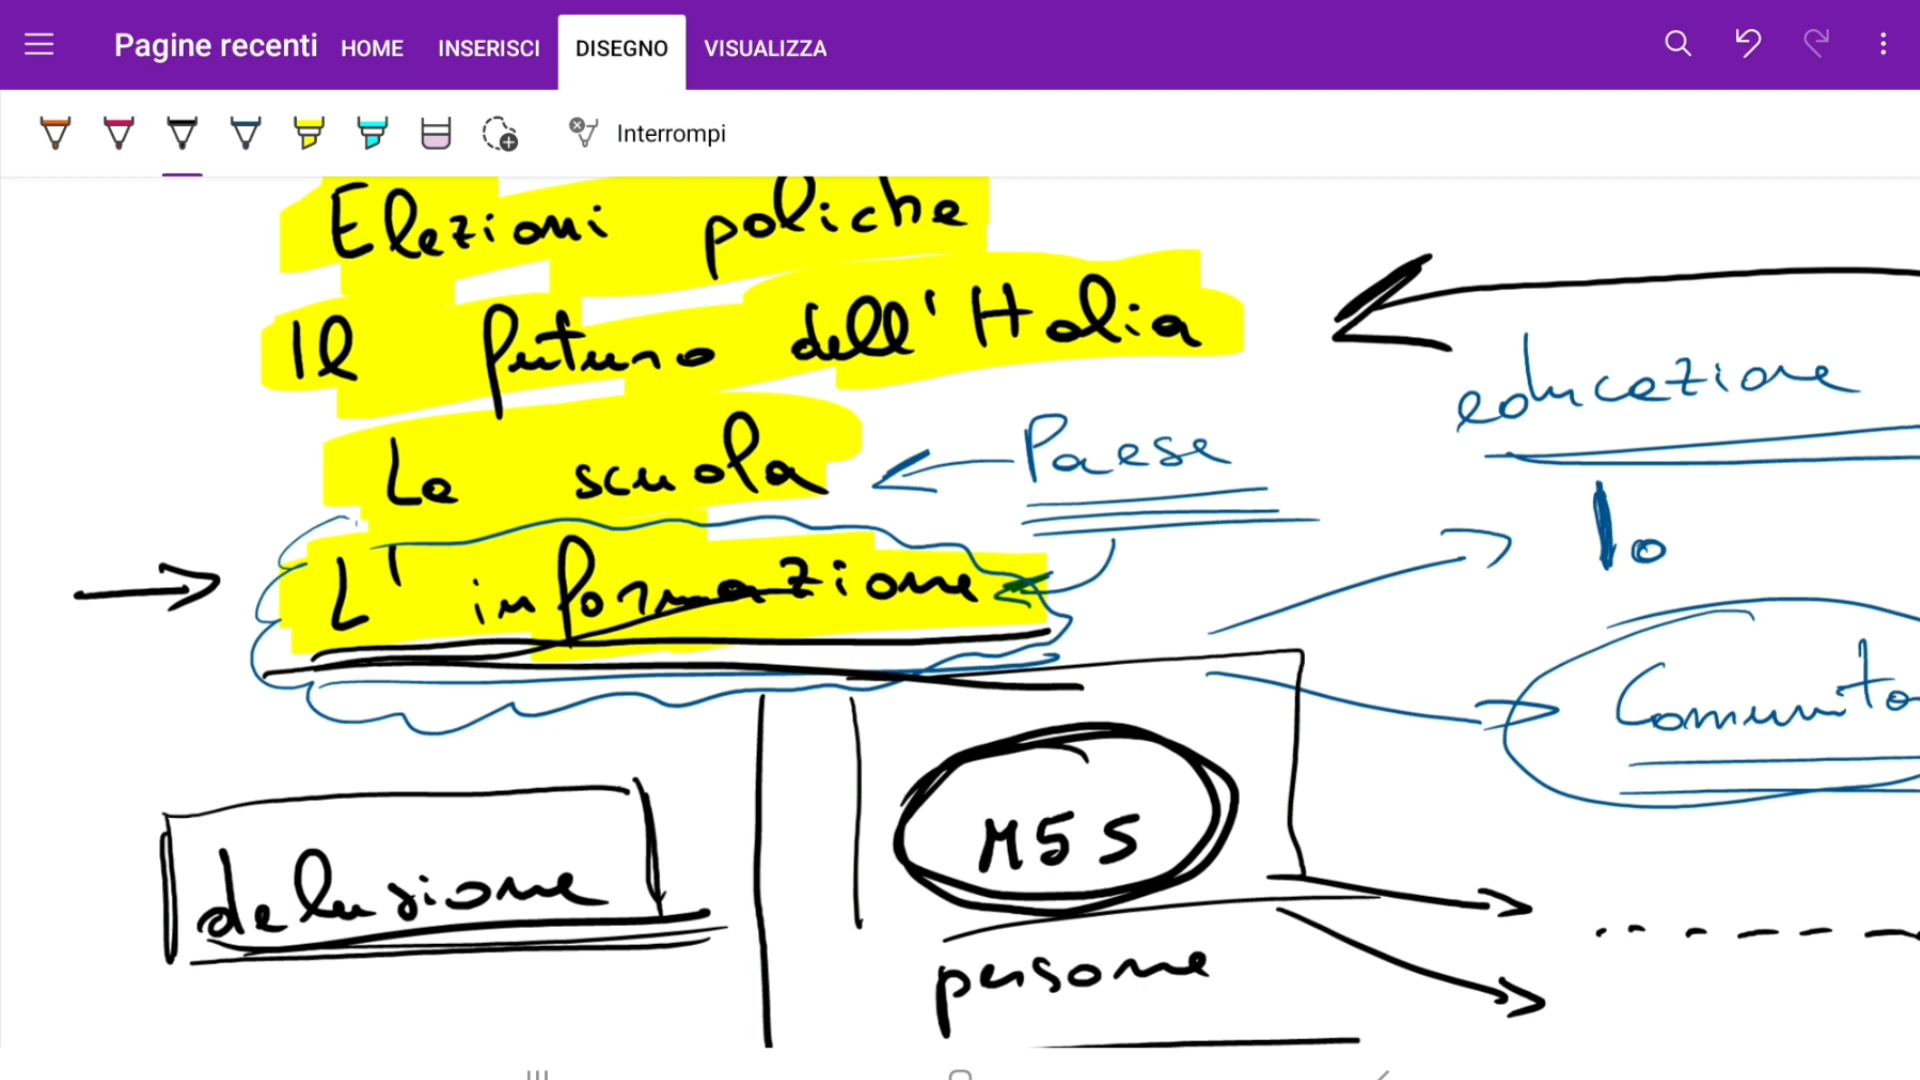 Pagine recenti HOME INSERISCI DISEGNO VISUALIZZA
Interrompi
Elezioni poliche
Il futuro dell'Italia
educazione
La scuola
Paese
Io
L'informazione
Comunità
M5S
delusione
persone